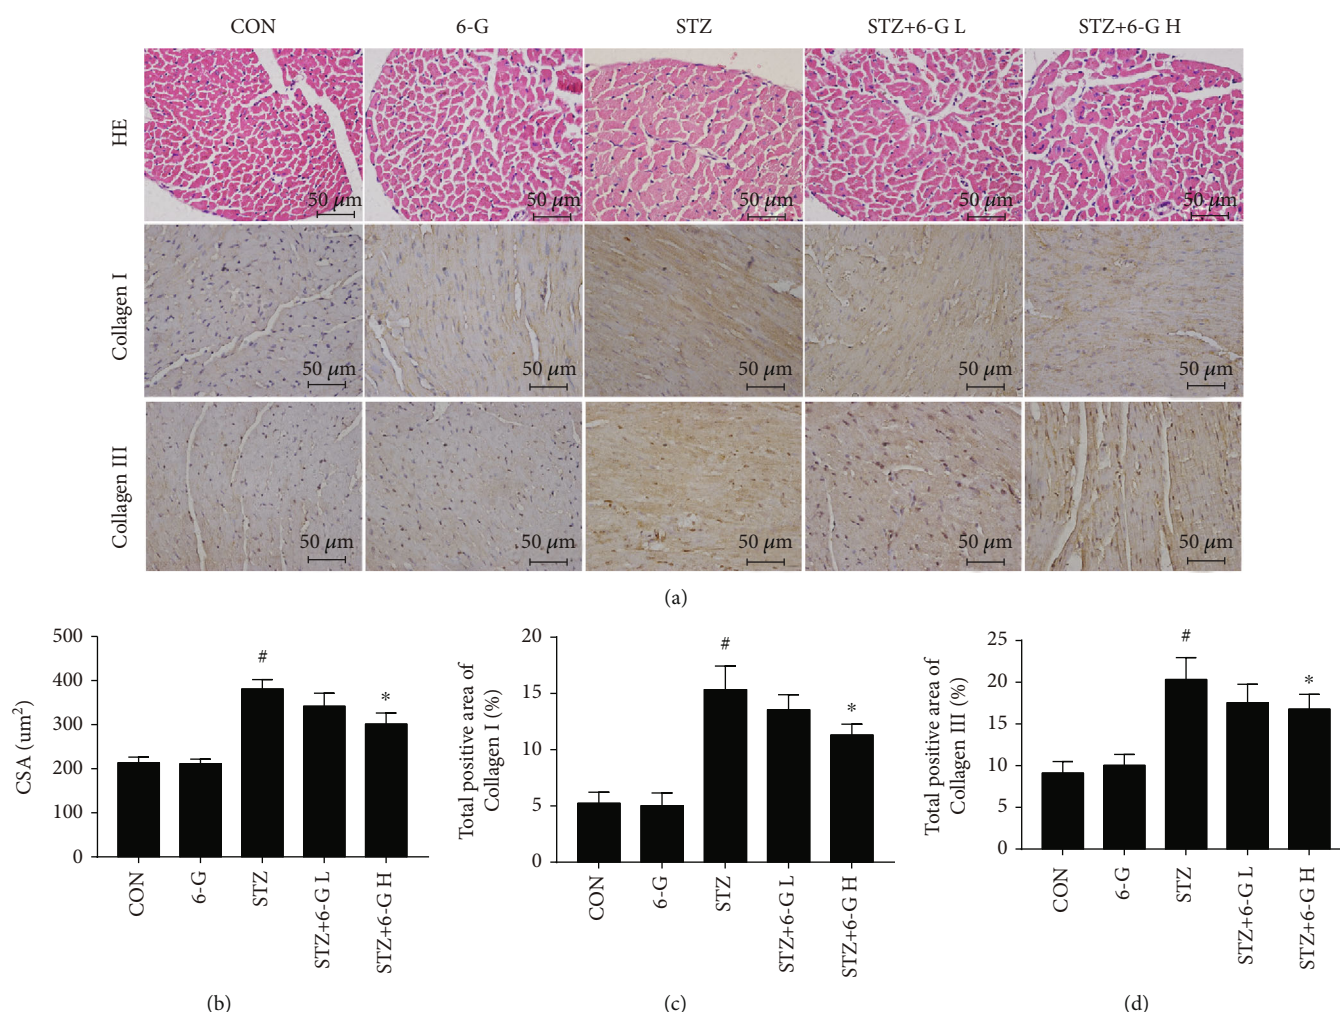 CON 6-G STZ STZ+6-G L STZ+6-G H
HE
50 μm 50 μm 50 μm 50 μm 50 μm
Collagen I
50 μm 50 μm 50 μm 50 μm 50 μm
Collagen III
50 μm 50 μm 50 μm 50 μm 50 μm
(a)
CSA (um²)
500
400
300
200
100
0
#
*
CON 6-G STZ STZ+6-G L STZ+6-G H
(b)
Total positive area of
Collagen I (%)
20
15
10
5
0
#
*
CON 6-G STZ STZ+6-G L STZ+6-G H
(c)
Total positive area of
Collagen III (%)
25
20
15
10
5
0
#
*
CON 6-G STZ STZ+6-G L STZ+6-G H
(d)